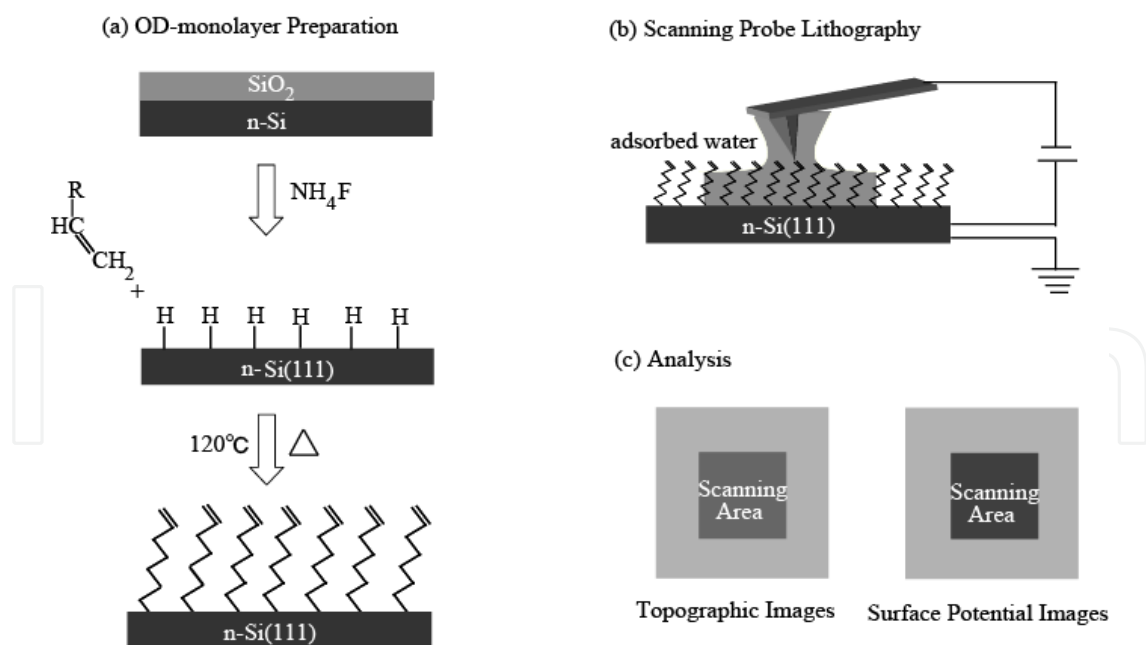 (a) OD-monolayer Preparation
SiO2
n-Si
NH4F
R
HC
CH2
+
H H H H H H
n-Si(111)
120℃ △
n-Si(111)
(b) Scanning Probe Lithography
adsorbed water
n-Si(111)
(c) Analysis
Scanning
Area
Scanning
Area
Topographic Images
Surface Potential Images